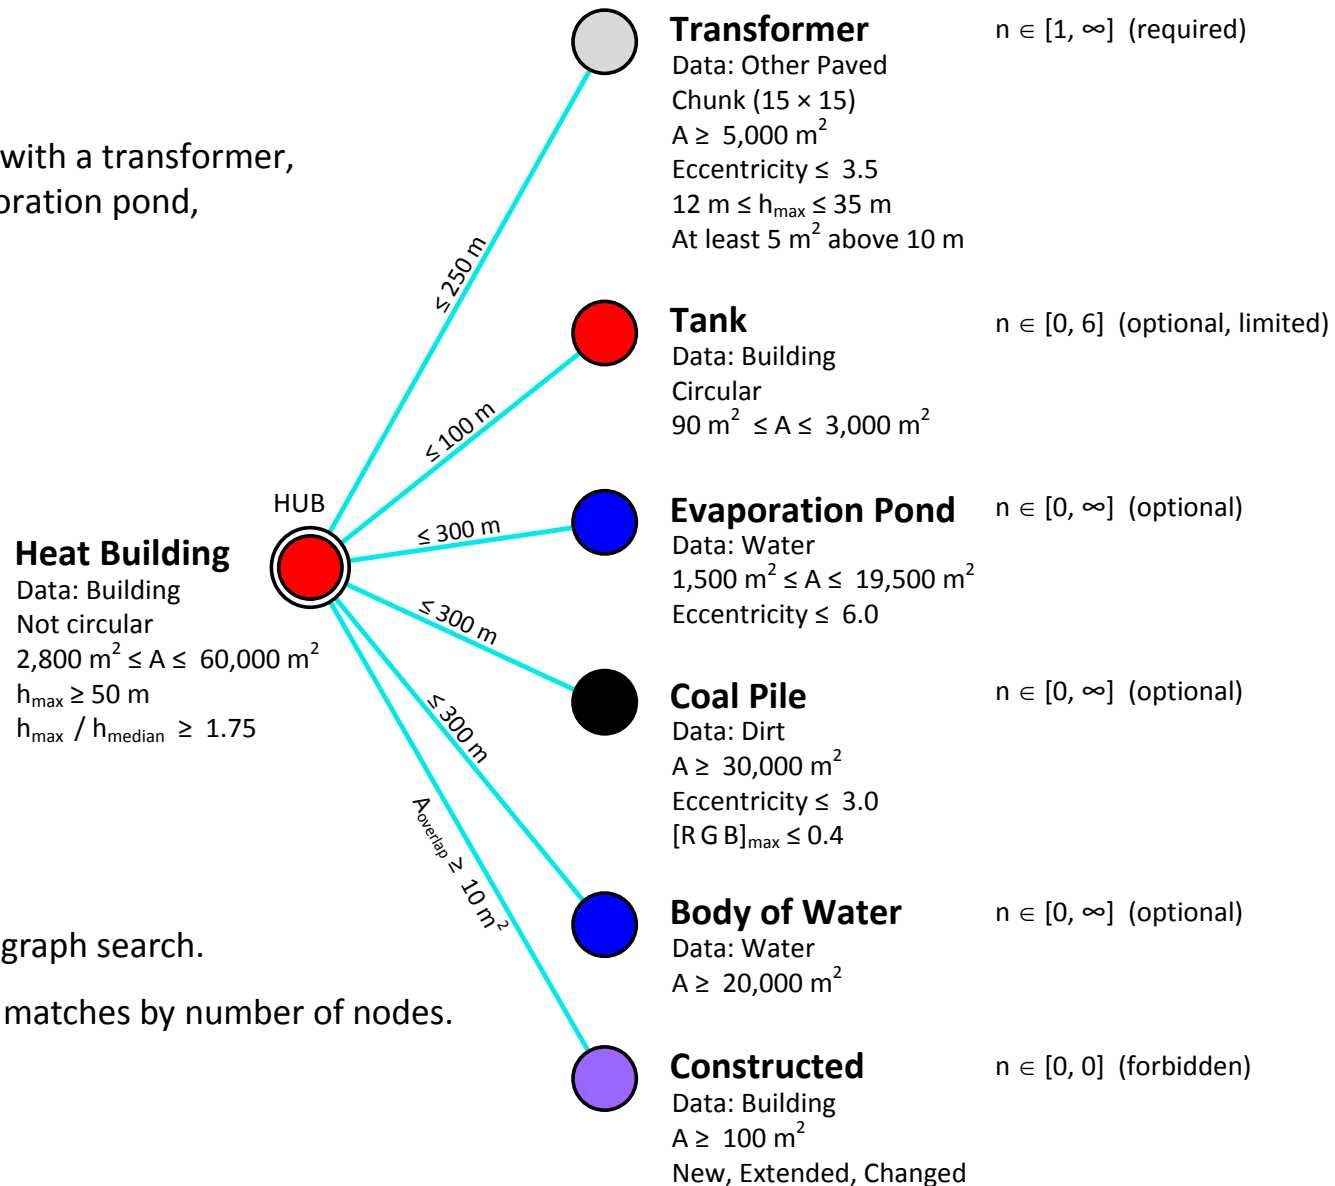 with a transformer,
oration pond,
graph search.
matches by number of nodes.
HUB
Heat Building
Data: Building
Not circular
2,800 m² ≤ A ≤ 60,000 m²
hmax ≥ 50 m
hmax / hmedian ≥ 1.75
≤ 250 m
≤ 100 m
≤ 300 m
≤ 300 m
≤ 300 m
Aoverlap ≥ 10 m²
Transformer n ∈ [1, ∞] (required)
Data: Other Paved
Chunk (15 × 15)
A ≥ 5,000 m²
Eccentricity ≤ 3.5
12 m ≤ hmax ≤ 35 m
At least 5 m² above 10 m
Tank n ∈ [0, 6] (optional, limited)
Data: Building
Circular
90 m² ≤ A ≤ 3,000 m²
Evaporation Pond n ∈ [0, ∞] (optional)
Data: Water
1,500 m² ≤ A ≤ 19,500 m²
Eccentricity ≤ 6.0
Coal Pile n ∈ [0, ∞] (optional)
Data: Dirt
A ≥ 30,000 m²
Eccentricity ≤ 3.0
[R G B]max ≤ 0.4
Body of Water n ∈ [0, ∞] (optional)
Data: Water
A ≥ 20,000 m²
Constructed n ∈ [0, 0] (forbidden)
Data: Building
A ≥ 100 m²
New, Extended, Changed